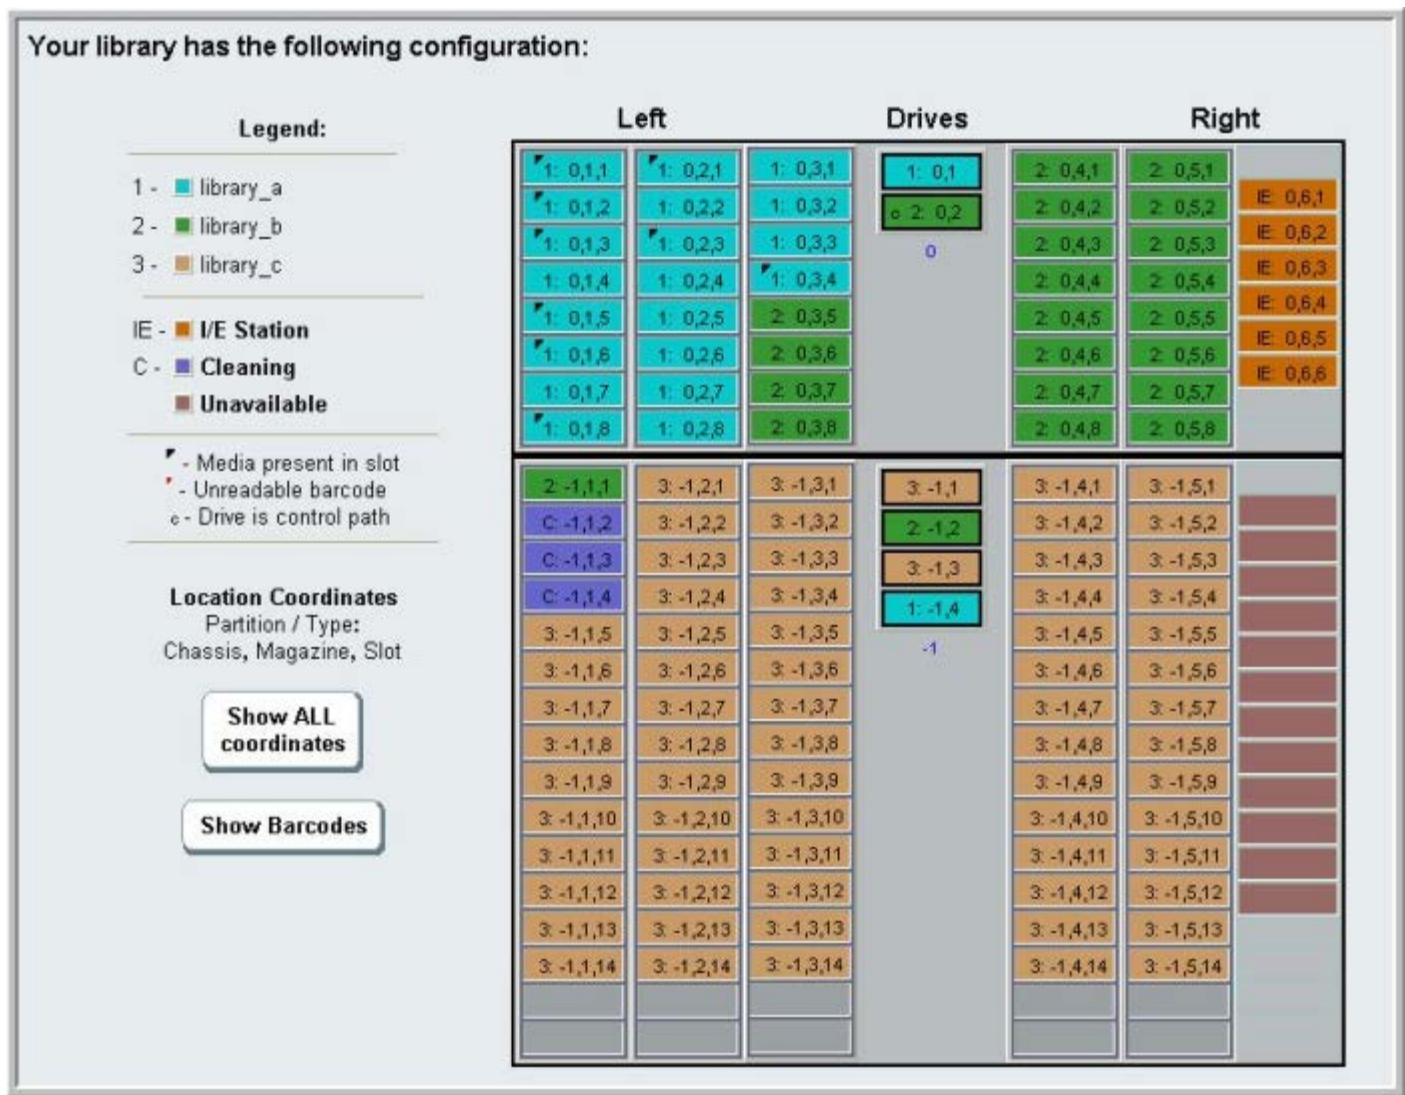 Your library has the following configuration:
Legend:
1 - library_a
2 - library_b
3 - library_c
IE - I/E Station
C - Cleaning
Unavailable
- Media present in slot
- Unreadable barcode
c - Drive is control path
Location Coordinates
Partition / Type:
Chassis, Magazine, Slot
Show ALL
coordinates
Show Barcodes
Left Drives Right
1: 0,1,1 1: 0,2,1 1: 0,3,1 1: 0,1 2: 0,4,1 2: 0,5,1 IE: 0,6,1
1: 0,1,2 1: 0,2,2 1: 0,3,2 c 2: 0,2 2: 0,4,2 2: 0,5,2 IE: 0,6,2
1: 0,1,3 1: 0,2,3 1: 0,3,3 0 2: 0,4,3 2: 0,5,3 IE: 0,6,3
1: 0,1,4 1: 0,2,4 1: 0,3,4 2: 0,4,4 2: 0,5,4 IE: 0,6,4
1: 0,1,5 1: 0,2,5 2: 0,3,5 2: 0,4,5 2: 0,5,5 IE: 0,6,5
1: 0,1,6 1: 0,2,6 2: 0,3,6 2: 0,4,6 2: 0,5,6 IE: 0,6,6
1: 0,1,7 1: 0,2,7 2: 0,3,7 2: 0,4,7 2: 0,5,7
1: 0,1,8 1: 0,2,8 2: 0,3,8 2: 0,4,8 2: 0,5,8
2: -1,1,1 3: -1,2,1 3: -1,3,1 3: -1,1 3: -1,4,1 3: -1,5,1
C: -1,1,2 3: -1,2,2 3: -1,3,2 2: -1,2 3: -1,4,2 3: -1,5,2
C: -1,1,3 3: -1,2,3 3: -1,3,3 3: -1,3 3: -1,4,3 3: -1,5,3
C: -1,1,4 3: -1,2,4 3: -1,3,4 1: -1,4 3: -1,4,4 3: -1,5,4
3: -1,1,5 3: -1,2,5 3: -1,3,5 -1 3: -1,4,5 3: -1,5,5
3: -1,1,6 3: -1,2,6 3: -1,3,6 3: -1,4,6 3: -1,5,6
3: -1,1,7 3: -1,2,7 3: -1,3,7 3: -1,4,7 3: -1,5,7
3: -1,1,8 3: -1,2,8 3: -1,3,8 3: -1,4,8 3: -1,5,8
3: -1,1,9 3: -1,2,9 3: -1,3,9 3: -1,4,9 3: -1,5,9
3: -1,1,10 3: -1,2,10 3: -1,3,10 3: -1,4,10 3: -1,5,10
3: -1,1,11 3: -1,2,11 3: -1,3,11 3: -1,4,11 3: -1,5,11
3: -1,1,12 3: -1,2,12 3: -1,3,12 3: -1,4,12 3: -1,5,12
3: -1,1,13 3: -1,2,13 3: -1,3,13 3: -1,4,13 3: -1,5,13
3: -1,1,14 3: -1,2,14 3: -1,3,14 3: -1,4,14 3: -1,5,14